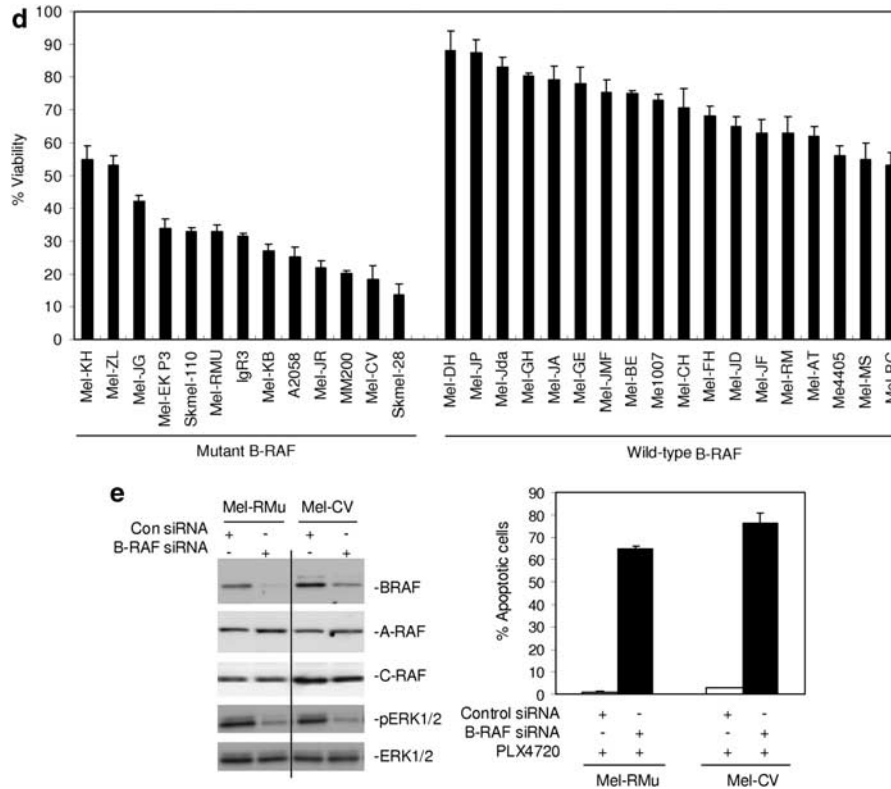 d
% Viability
100
90
80
70
60
50
40
30
20
10
0
Mel-KH
Mel-ZL
Mel-JG
Mel-EK P3
Skmel-110
Mel-RMU
IgR3
Mel-KB
A2058
Mel-JR
MM200
Mel-CV
Skmel-28
Mel-DH
Mel-JP
Mel-Jda
Mel-GH
Mel-JA
Mel-GE
Mel-JMF
Mel-BE
Me1007
Mel-CH
Mel-FH
Mel-JD
Mel-JF
Mel-RM
Mel-AT
Me4405
Mel-MS
Mutant B-RAF
Wild-type B-RAF
e
Mel-RMu Mel-CV
Con siRNA + - + -
B-RAF siRNA - + - +
-BRAF
-A-RAF
-C-RAF
-pERK1/2
-ERK1/2
% Apoptotic cells
90
80
70
60
50
40
30
20
10
0
Control siRNA + - + -
B-RAF siRNA - + - +
PLX4720 + + + +
Mel-RMu Mel-CV